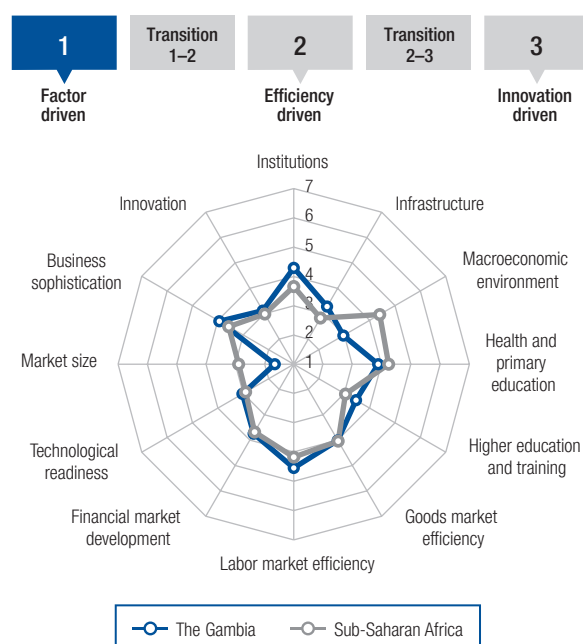 1
Transition
1–2
2
Transition
2–3
3
Factor
driven
Efficiency
driven
Innovation
driven
Institutions
Infrastructure
Macroeconomic
environment
Health and
primary
education
Higher education
and training
Goods market
efficiency
Labor market efficiency
Financial market
development
Technological
readiness
Market size
Business
sophistication
Innovation
7
6
5
4
3
2
1
The Gambia
Sub-Saharan Africa